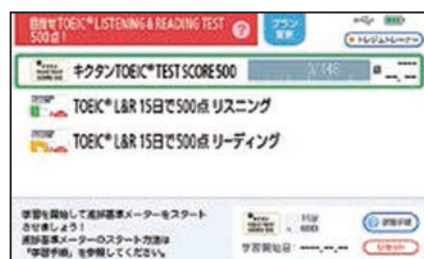 目指せTOEIC® LISTENING & READING TEST
500点!
プラン
変更
トレジムトレーナー
キクタンTOEIC® TEST SCORE 500
TOEIC® L&R 15日で500点 リスニング
TOEIC® L&R 15日で500点 リーディング
学習を開始して進捗基準メーターをスタート
させましょう!
進捗基準メーターのスタート方法は
「学習手順」を参照してください。
学習手順
学習開始日:----.--.--
リセット